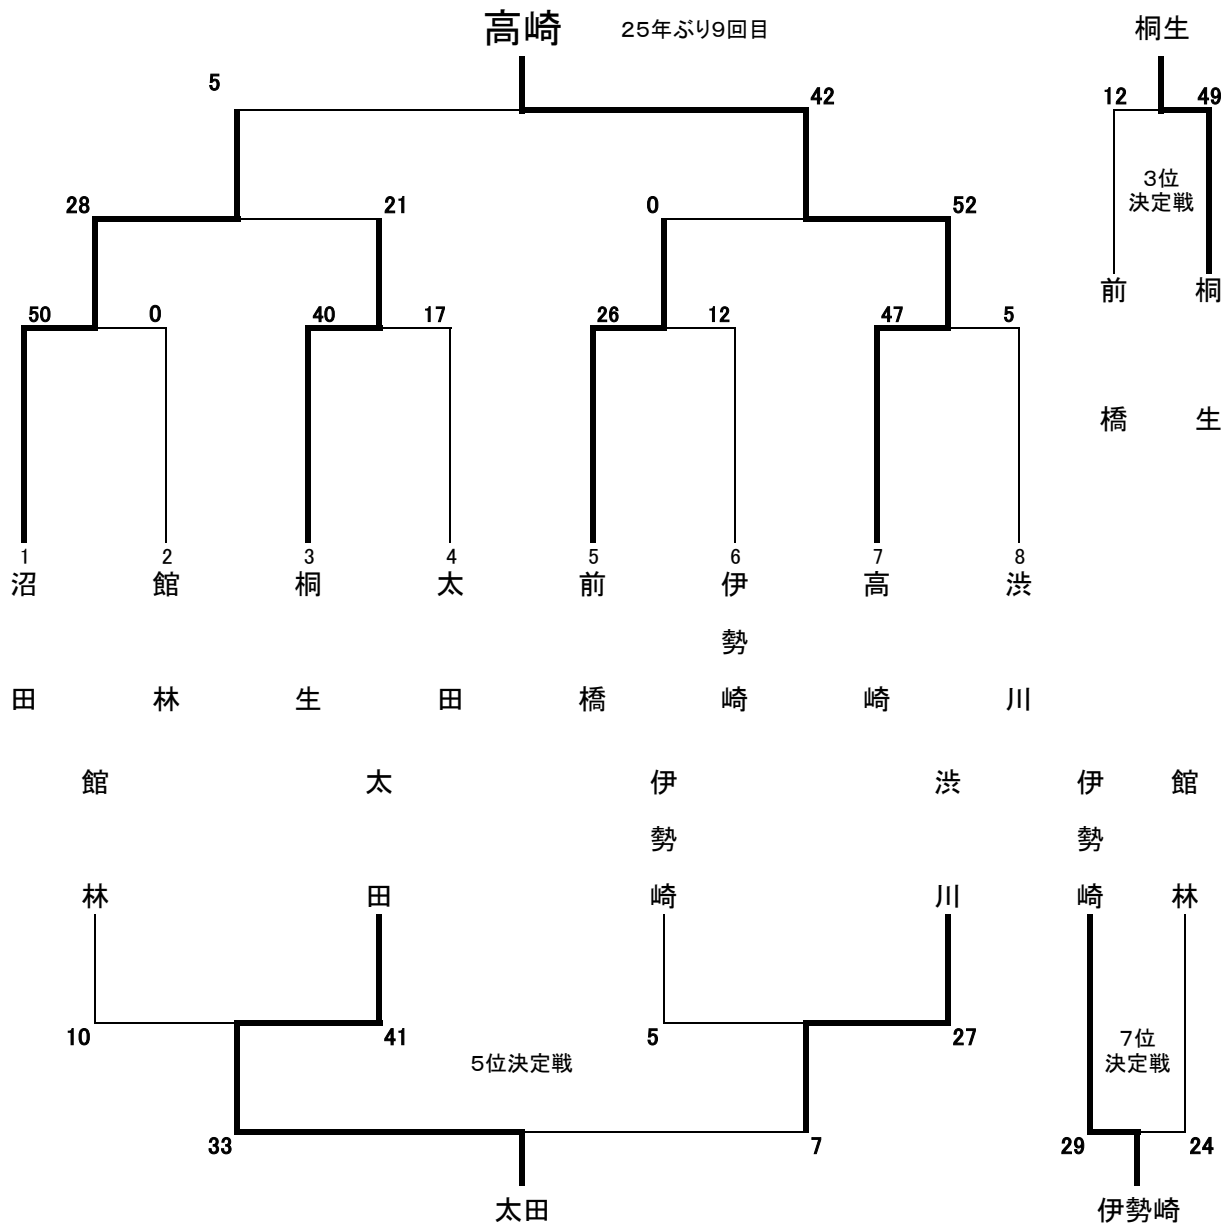 高崎 25年ぶり9回目
桐生
5 42
12 49
3位
決定戦
28 21 0 52
前橋 桐生
50 0 40 17 26 12 47 5
1 2 3 4 5 6 7 8
沼田 館林 桐生 太田 前橋 伊勢崎 高崎 渋川
館林 太田 伊勢崎 渋川 伊勢崎 館林
10 41 5 27
5位決定戦
7位
決定戦
33 7 29 24
太田 伊勢崎